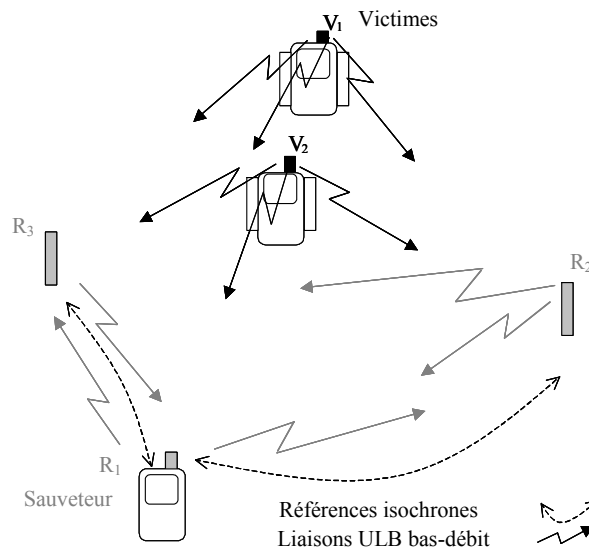 V₁ Victimes
V₂
R₃
R₂
R₁
Sauveteur
Références isochrones
Liaisons ULB bas-débit